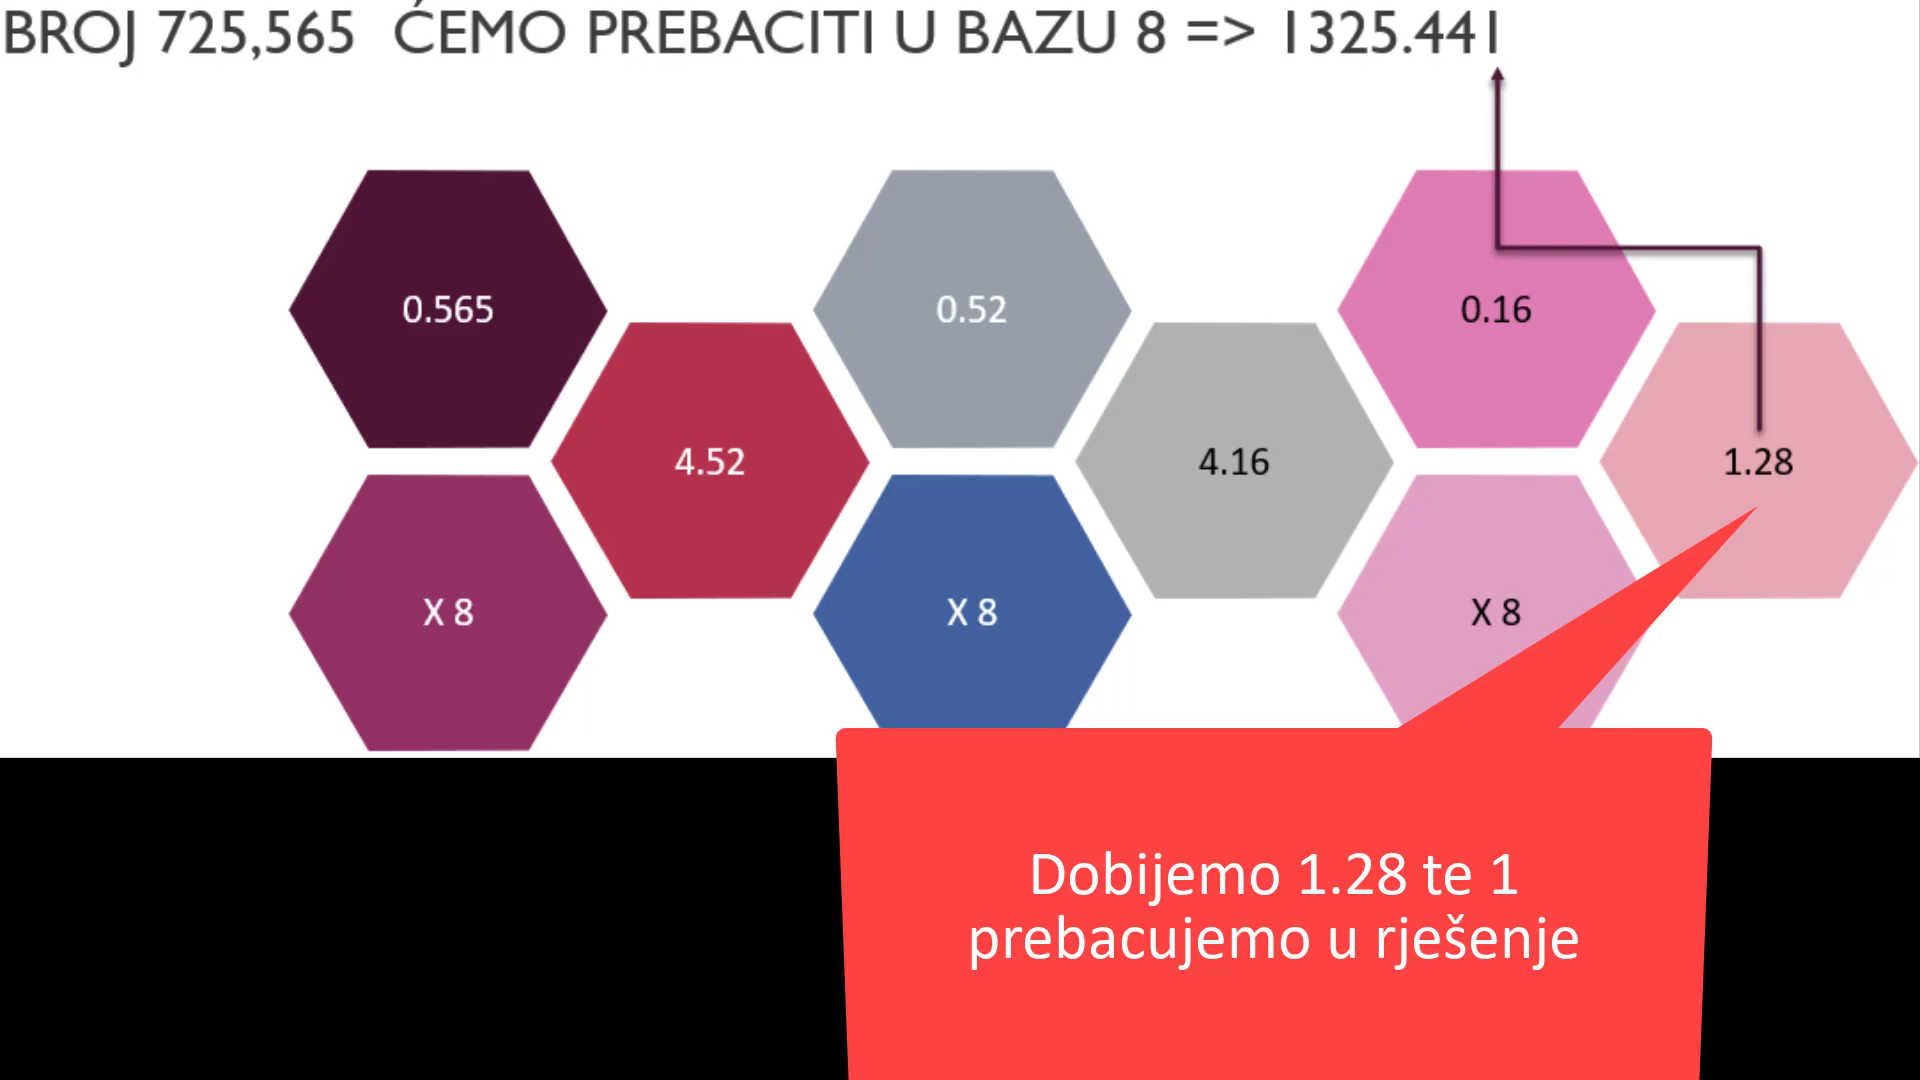 BROJ 725,565 ĆEMO PREBACITI U BAZU 8 => 1325.441
0.565
0.52
0.16
4.52
4.16
1.28
X 8
X 8
X 8
Dobijemo 1.28 te 1
prebacujemo u rješenje